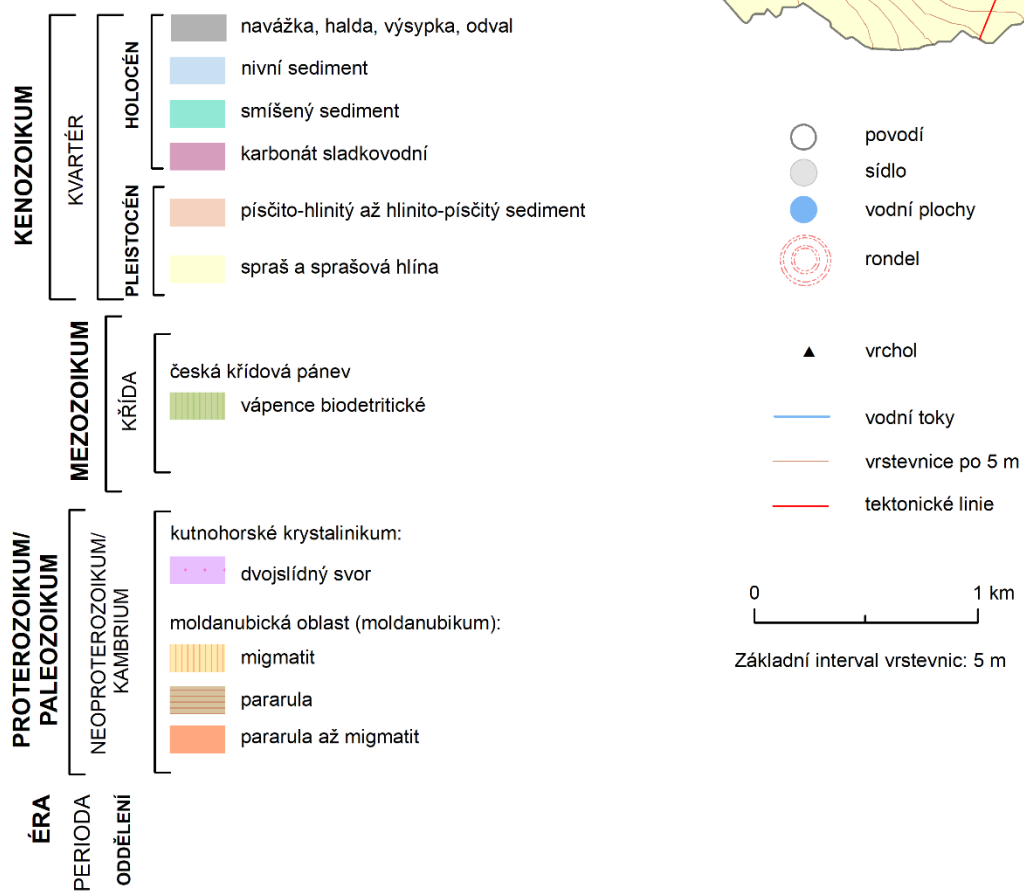 KENOZOIKUM
KVARTÉR
HOLOCÉN
navážka, halda, výsypka, odval
nivní sediment
smíšený sediment
karbonát sladkovodní
PLEISTOCÉN
písčito-hlinitý až hlinito-písčitý sediment
spraš a sprašová hlína
MEZOZOIKUM
KŘÍDA
česká křídová pánev
vápence biodetritické
PROTEROZOIKUM/
PALEOZOIKUM
NEOPROTEROZOIKUM/
KAMBRIUM
kutnohorské krystalinikum:
dvojslídný svor
moldanubická oblast (moldanubikum):
migmatit
pararula
pararula až migmatit
ÉRA
PERIODA
ODDĚLENÍ
povodí
sídlo
vodní plochy
rondel
vrchol
vodní toky
vrstevnice po 5 m
tektonické linie
0 1 km
Základní interval vrstevnic: 5 m